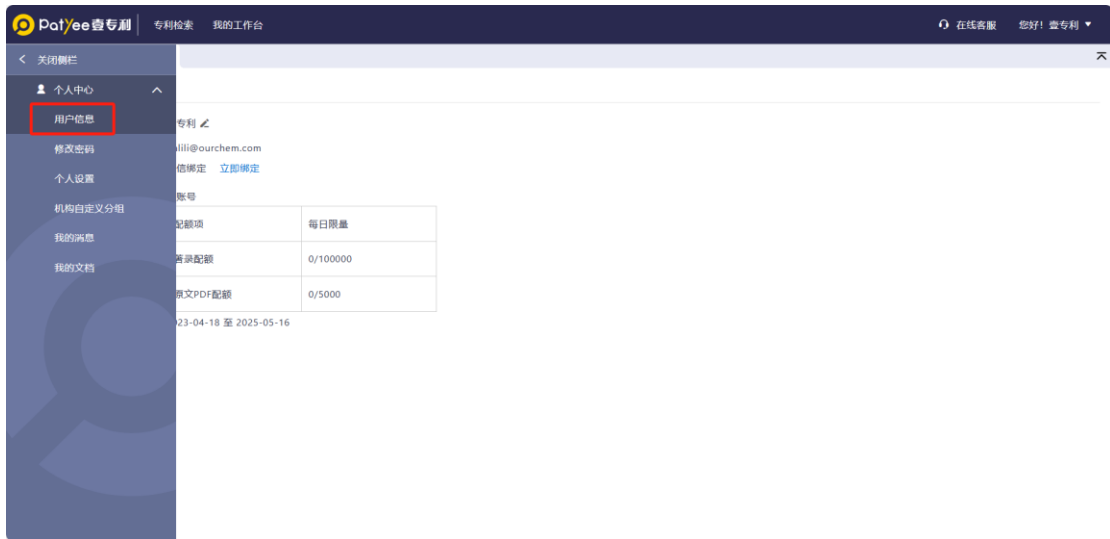 Patyee壹专利 专利检索 我的工作台 在线客服 您好！壹专利
关闭侧栏
个人中心
用户信息
修改密码
个人设置
机构自定义分组
我的消息
我的文档
专利
lili@ourchem.com
信绑定 立即绑定
账号
配额项 每日限量
著录配额 0/100000
原文PDF配额 0/5000
23-04-18 至 2025-05-16